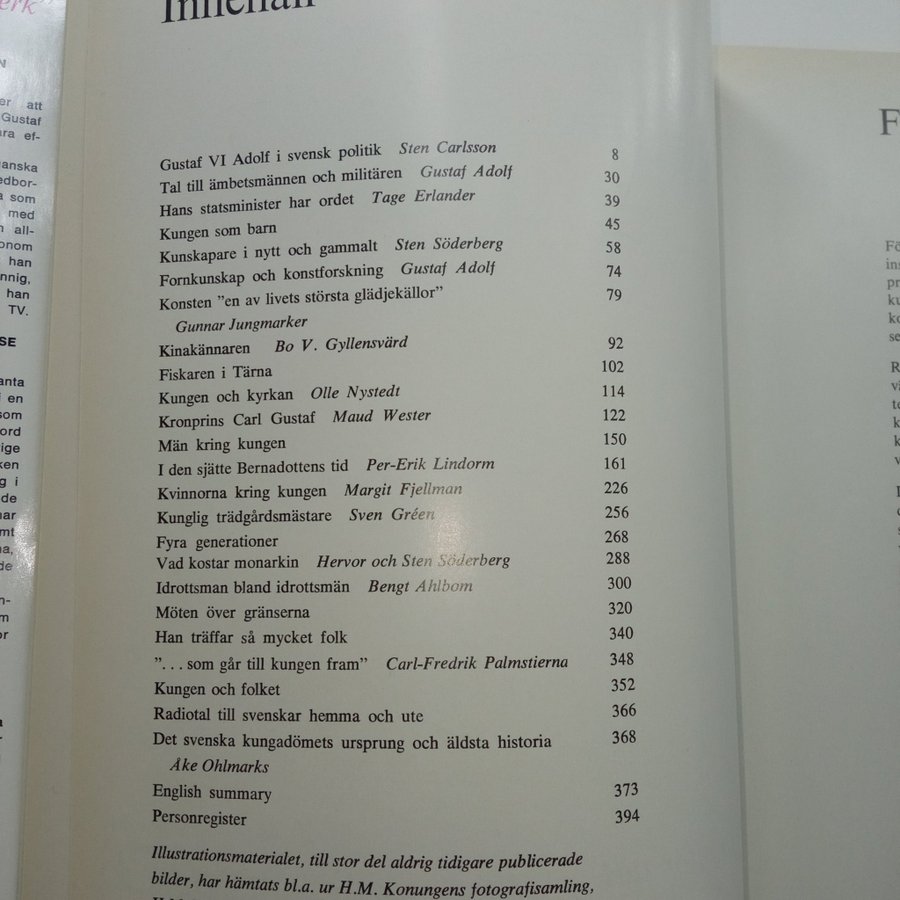 Innehåll
Gustaf VI Adolf i svensk politik Sten Carlsson 8
Tal till ämbetsmännen och militären Gustaf Adolf 30
Hans statsminister har ordet Tage Erlander 39
Kungen som barn 45
Kunskapare i nytt och gammalt Sten Söderberg 58
Fornkunskap och konstforskning Gustaf Adolf 74
Konsten ”en av livets största glädjekällor” 79
Gunnar Jungmarker
Kinakännaren Bo V. Gyllensvärd 92
Fiskaren i Tärna 102
Kungen och kyrkan Olle Nystedt 114
Kronprins Carl Gustaf Maud Wester 122
Män kring kungen 150
I den sjätte Bernadottens tid Per-Erik Lindorm 161
Kvinnorna kring kungen Margit Fjellman 226
Kunglig trädgårdsmästare Sven Gréen 256
Fyra generationer 268
Vad kostar monarkin Hervor och Sten Söderberg 288
Idrottsman bland idrottsmän Bengt Ahlbom 300
Möten över gränserna 320
Han träffar så mycket folk 340
”...som går till kungen fram” Carl-Fredrik Palmstierna 348
Kungen och folket 352
Radiotal till svenskar hemma och ute 366
Det svenska kungadömets ursprung och äldsta historia 368
Åke Ohlmarks
English summary 373
Personregister 394
Illustrationsmaterialet, till stor del aldrig tidigare publicerade
bilder, har hämtats bl.a. ur H.M. Konungens fotografisamling,